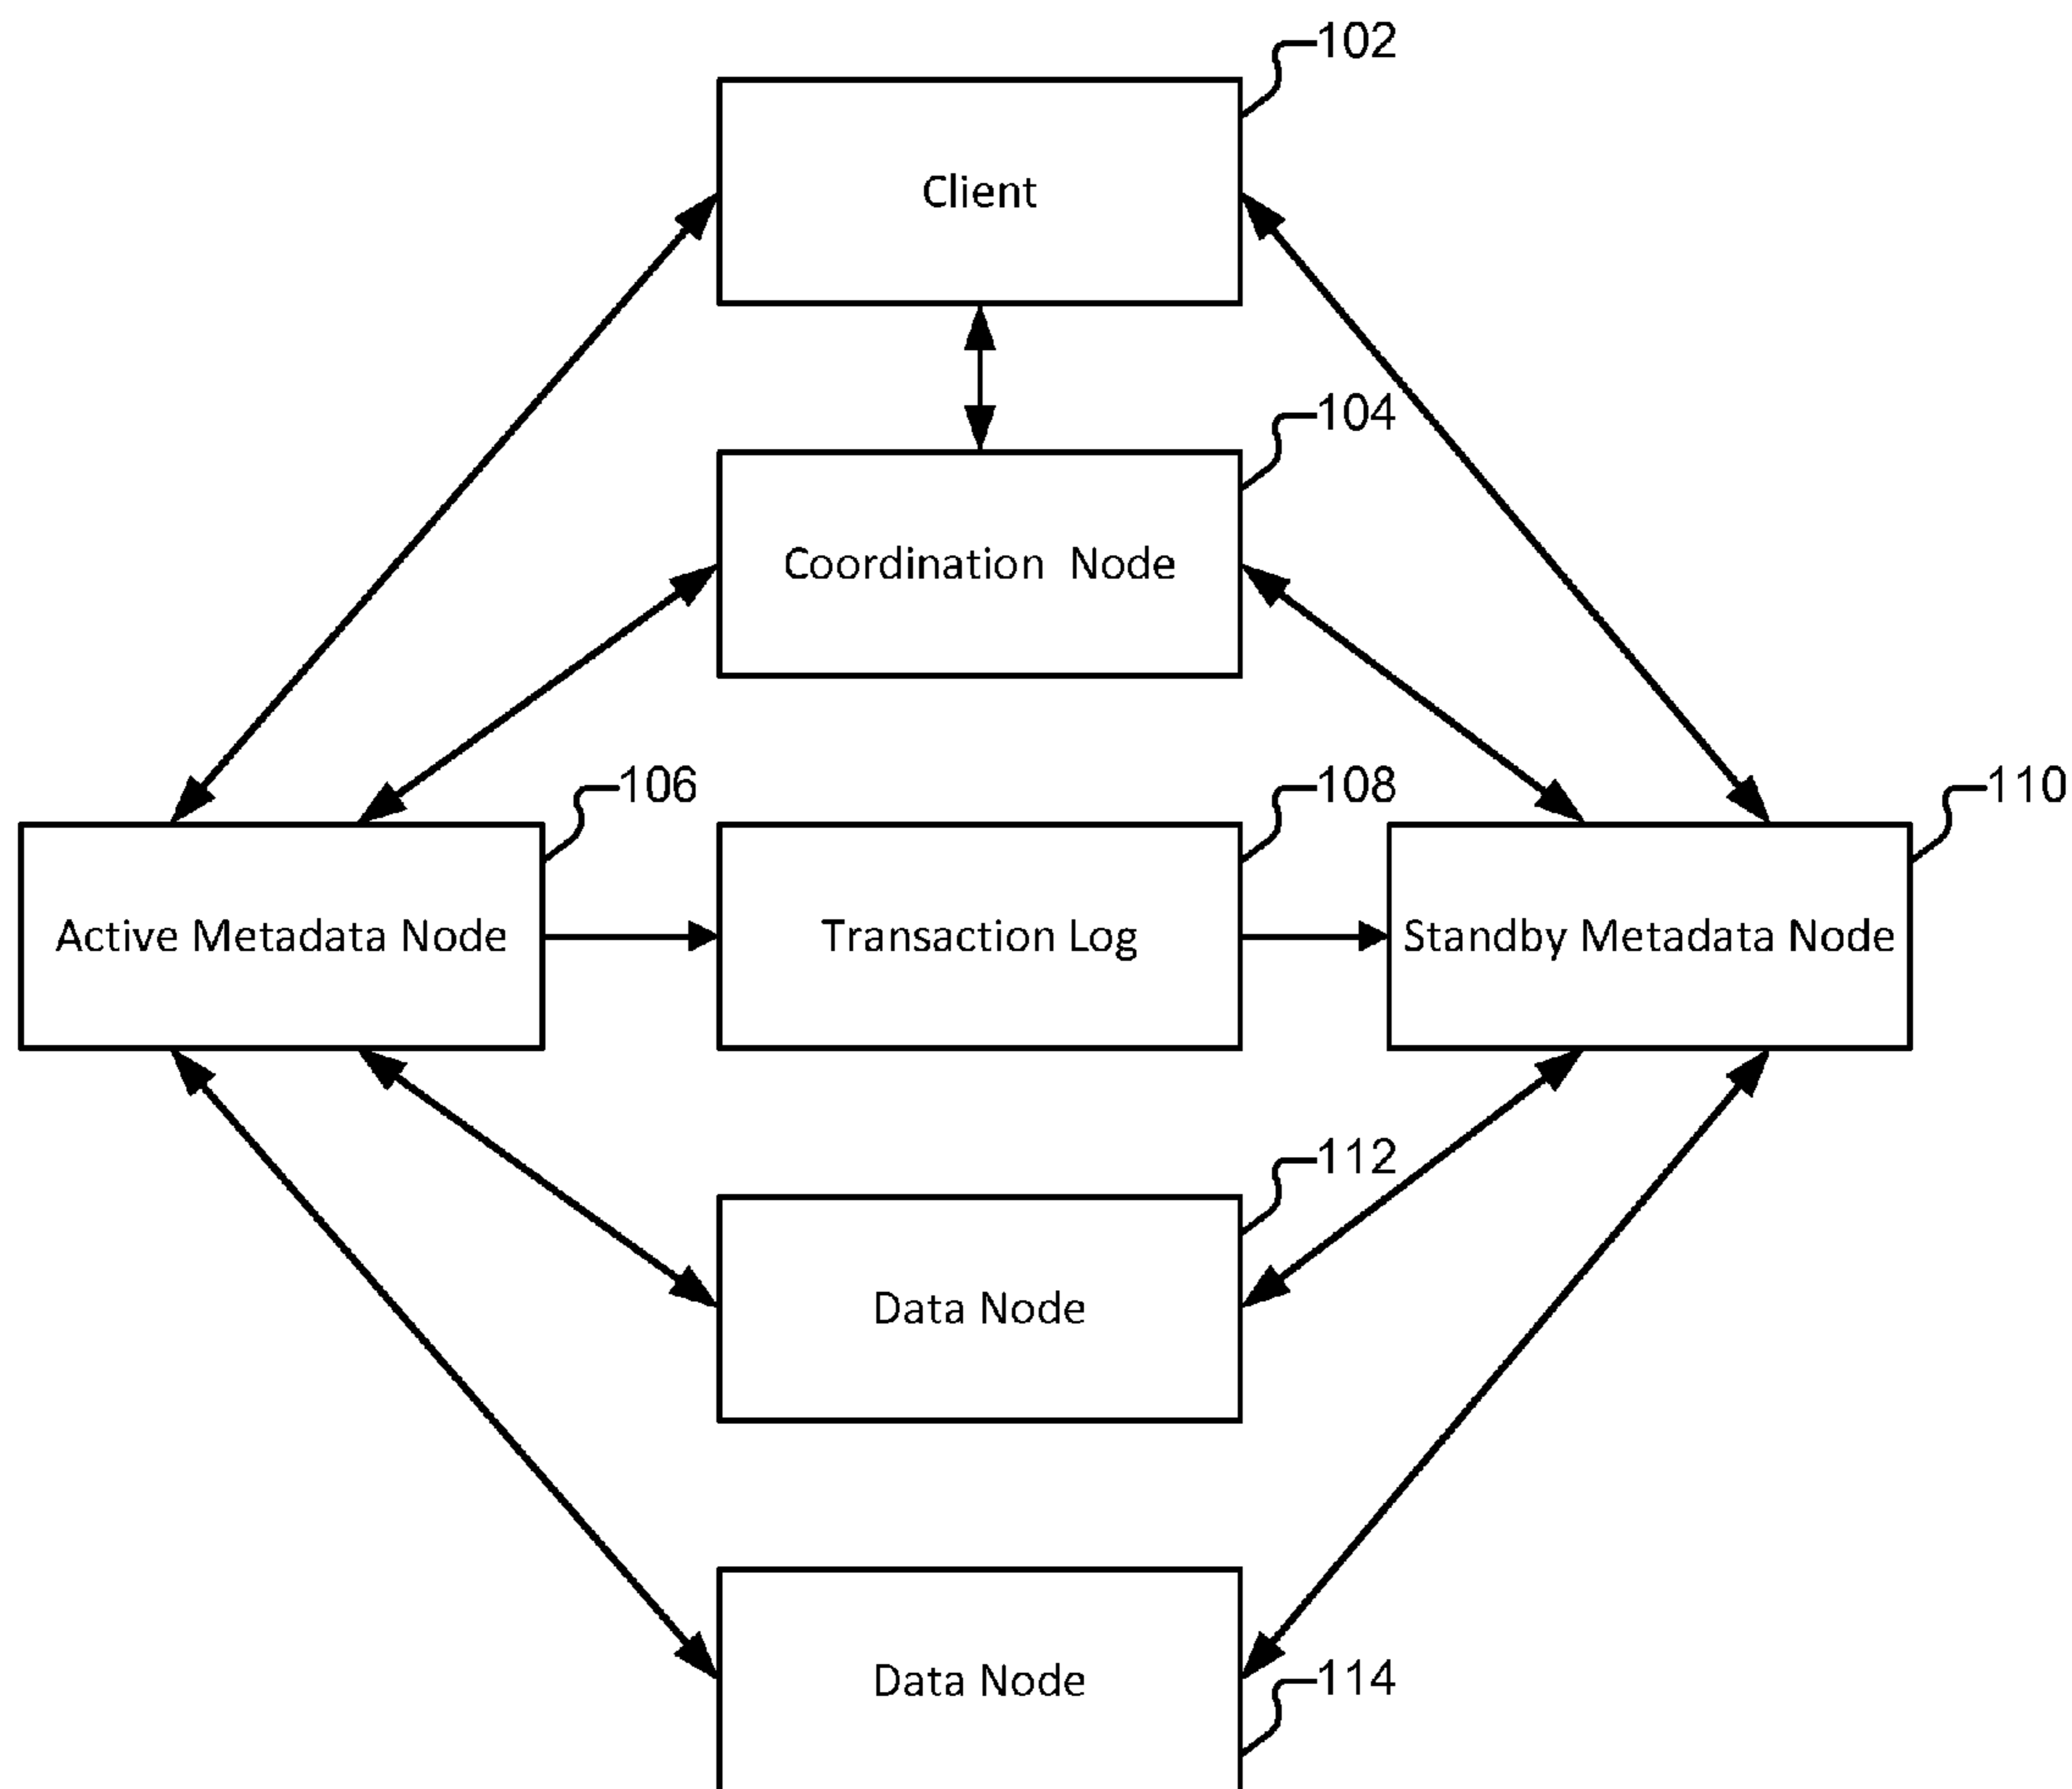 102
Client
104
Coordination Node
106
108
110
Active Metadata Node
Transaction Log
Standby Metadata Node
112
Data Node
Data Node
114